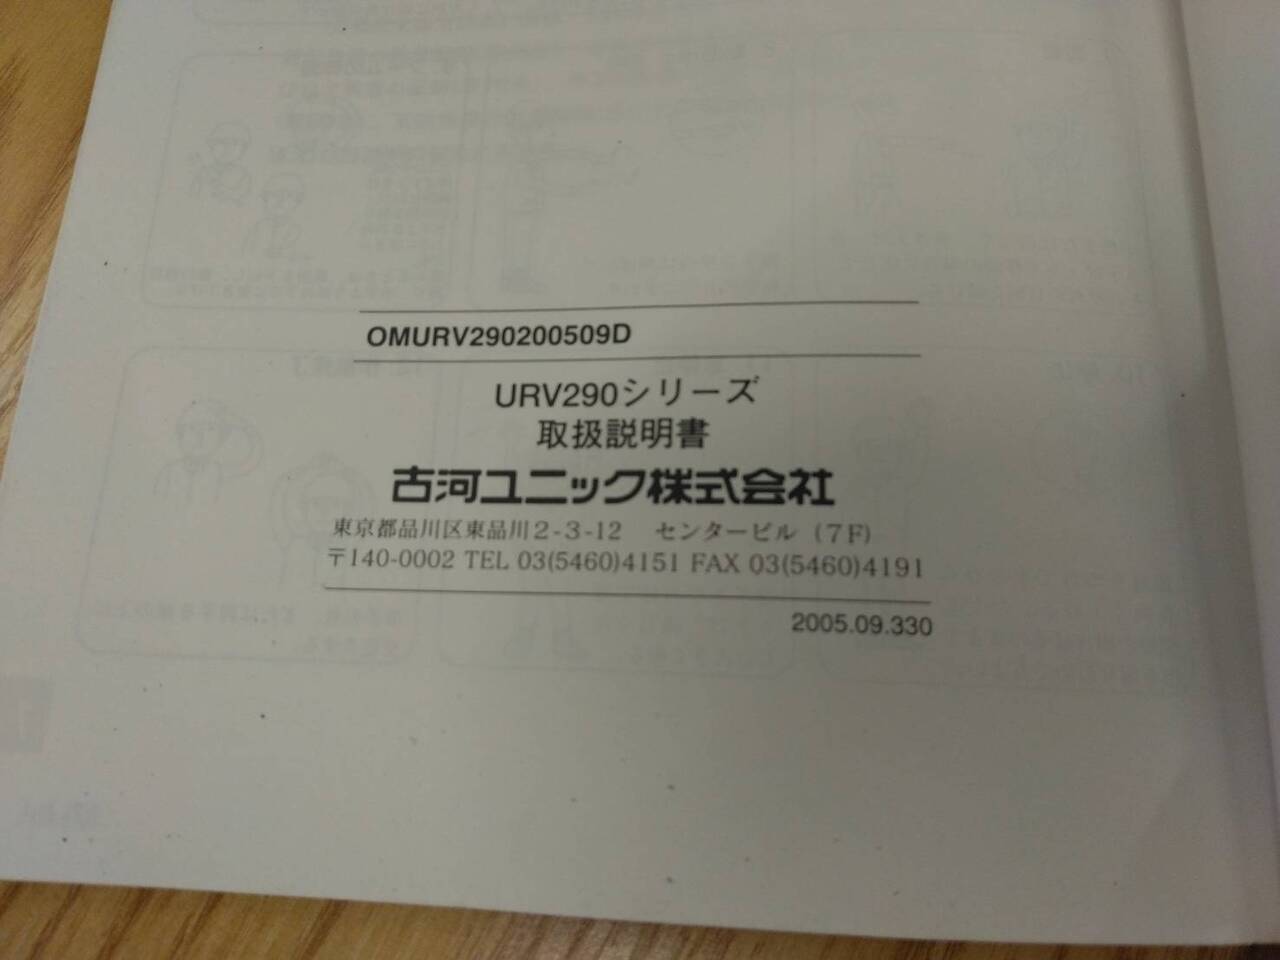 OMURV290200509D
URV290シリーズ
取扱説明書
古河ユニック株式会社
東京都品川区東品川2-3-12 センタービル (7F)
〒140-0002 TEL 03(5460)4151 FAX 03(5460)4191
2005.09.330